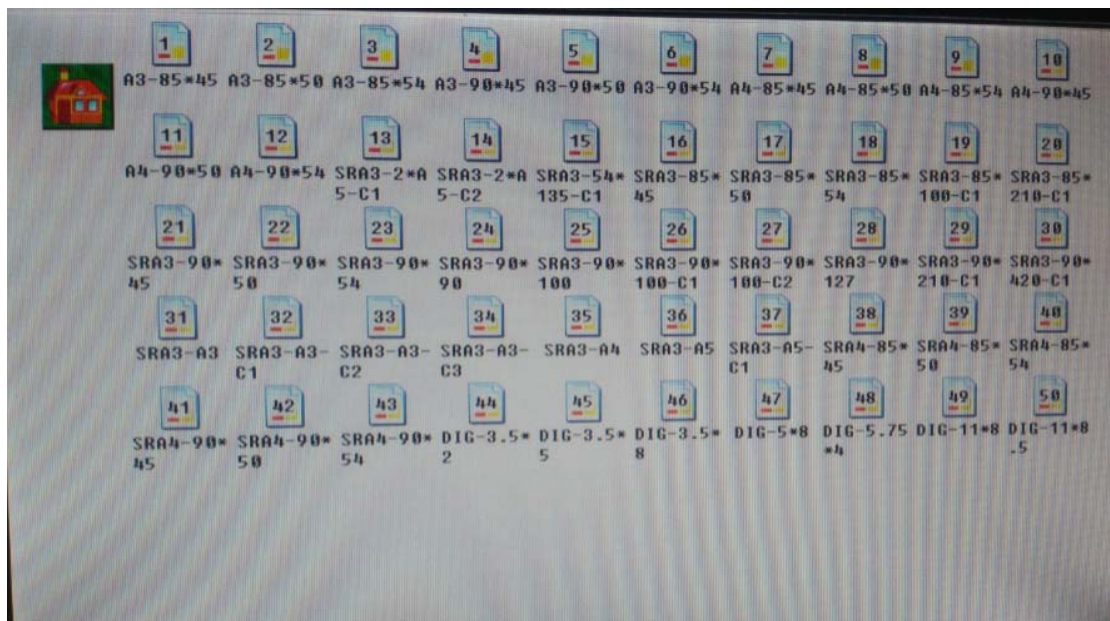 1 2 3 4 5 6 7 8 9 10
A3-85*45 A3-85*50 A3-85*54 A3-90*45 A3-90*50 A3-90*54 A4-85*45 A4-85*50 A4-85*54 A4-90*45
11 12 13 14 15 16 17 18 19 20
A4-90*50 A4-90*54 SRA3-2*A SRA3-2*A SRA3-54* SRA3-85* SRA3-85* SRA3-85* SRA3-85* SRA3-85*
5-C1 5-C2 135-C1 45 50 54 100-C1 210-C1
21 22 23 24 25 26 27 28 29 30
SRA3-90* SRA3-90* SRA3-90* SRA3-90* SRA3-90* SRA3-90* SRA3-90* SRA3-90* SRA3-90* SRA3-90*
45 50 54 90 100 100-C1 100-C2 127 210-C1 420-C1
31 32 33 34 35 36 37 38 39 40
SRA3-A3 SRA3-A3- SRA3-A3- SRA3-A3- SRA3-A4 SRA3-A5 SRA3-A5- SRA4-85* SRA4-85* SRA4-85*
C1 C2 C3 C1 45 50 54
41 42 43 44 45 46 47 48 49 50
SRA4-90* SRA4-90* SRA4-90* DIG-3.5* DIG-3.5* DIG-3.5* DIG-5*8 DIG-5.75 DIG-11*8 DIG-11*8
45 50 54 2 5 8 *4 .5